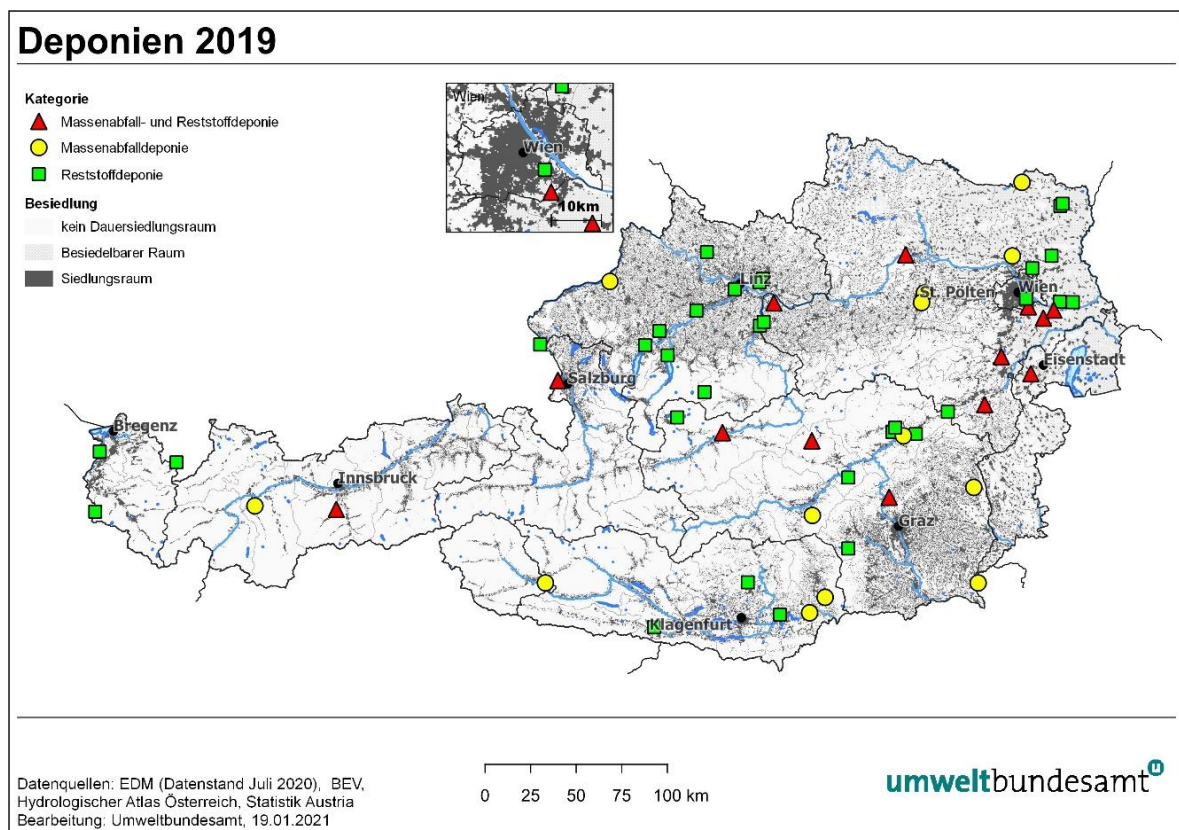 Deponien 2019
Kategorie
Massenabfall- und Reststoffdeponie
Massenabfalldeponie
Reststoffdeponie
Besiedlung
kein Dauersiedlungsraum
Besiedelbarer Raum
Siedlungsraum
Wien
Wien
10km
Linz
St. Pölten
Wien
Eisenstadt
Salzburg
Bregenz
Innsbruck
Graz
Klagenfurt
Datenquellen: EDM (Datenstand Juli 2020), BEV,
Hydrologischer Atlas Österreich, Statistik Austria
Bearbeitung: Umweltbundesamt, 19.01.2021
0 25 50 75 100 km
umweltbundesamt u